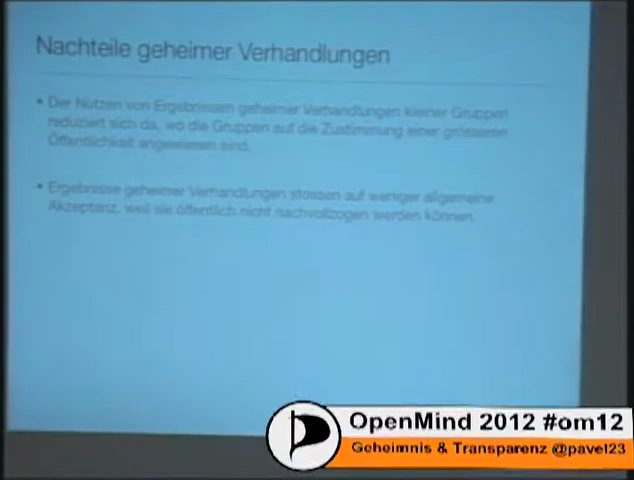 Nachteile geheimer Verhandlungen
• Der Nutzen von Ergebnissen geheimer Verhandlungen kleiner Gruppen
reduziert sich da, wo die Gruppen auf die Zustimmung einer grösseren
Öffentlichkeit angewiesen sind.
• Ergebnisse geheimer Verhandlungen stossen auf weniger allgemeine
Akzeptanz, weil sie öffentlich nicht nachvollzogen werden können.
OpenMind 2012 #om12
Geheimnis & Transparenz @pavel23